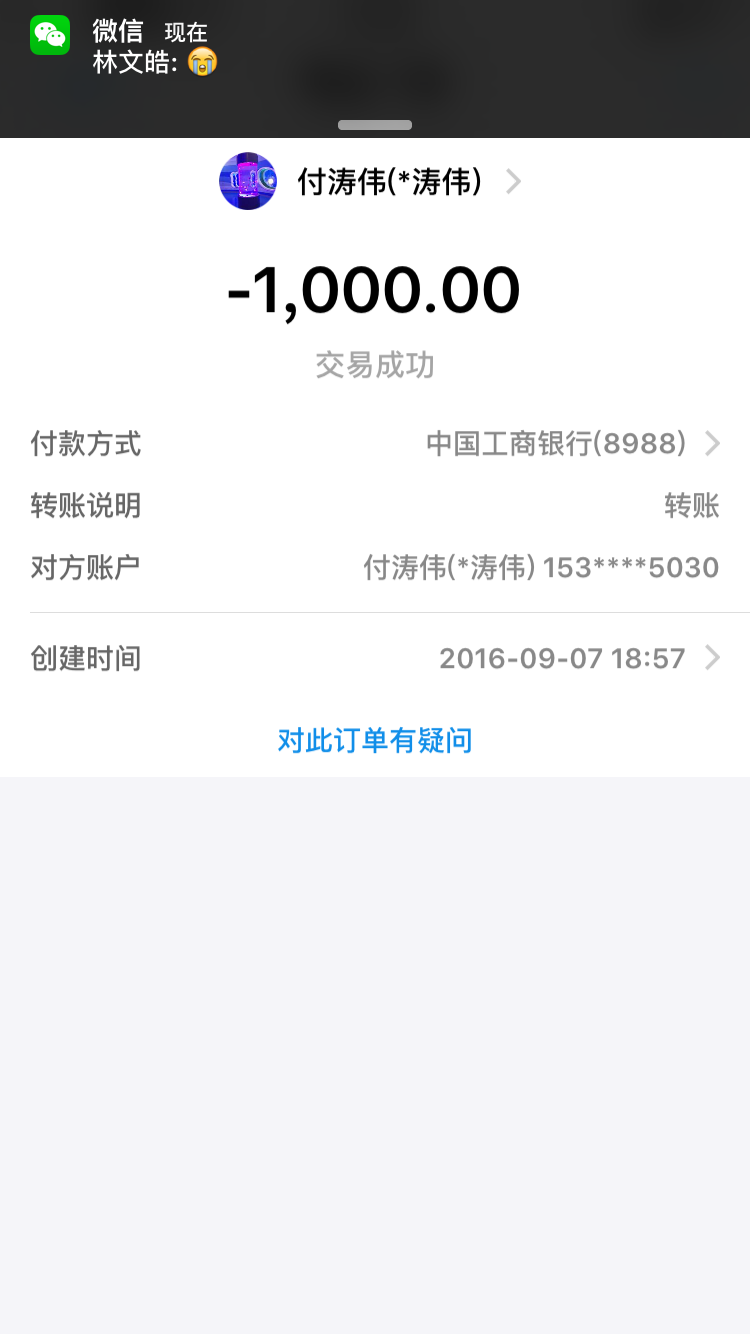 微信 现在
林文皓: 😭
付涛伟(*涛伟)
-1,000.00
交易成功
付款方式 中国工商银行(8988)
转账说明 转账
对方账户 付涛伟(*涛伟) 153****5030
创建时间 2016-09-07 18:57
对此订单有疑问